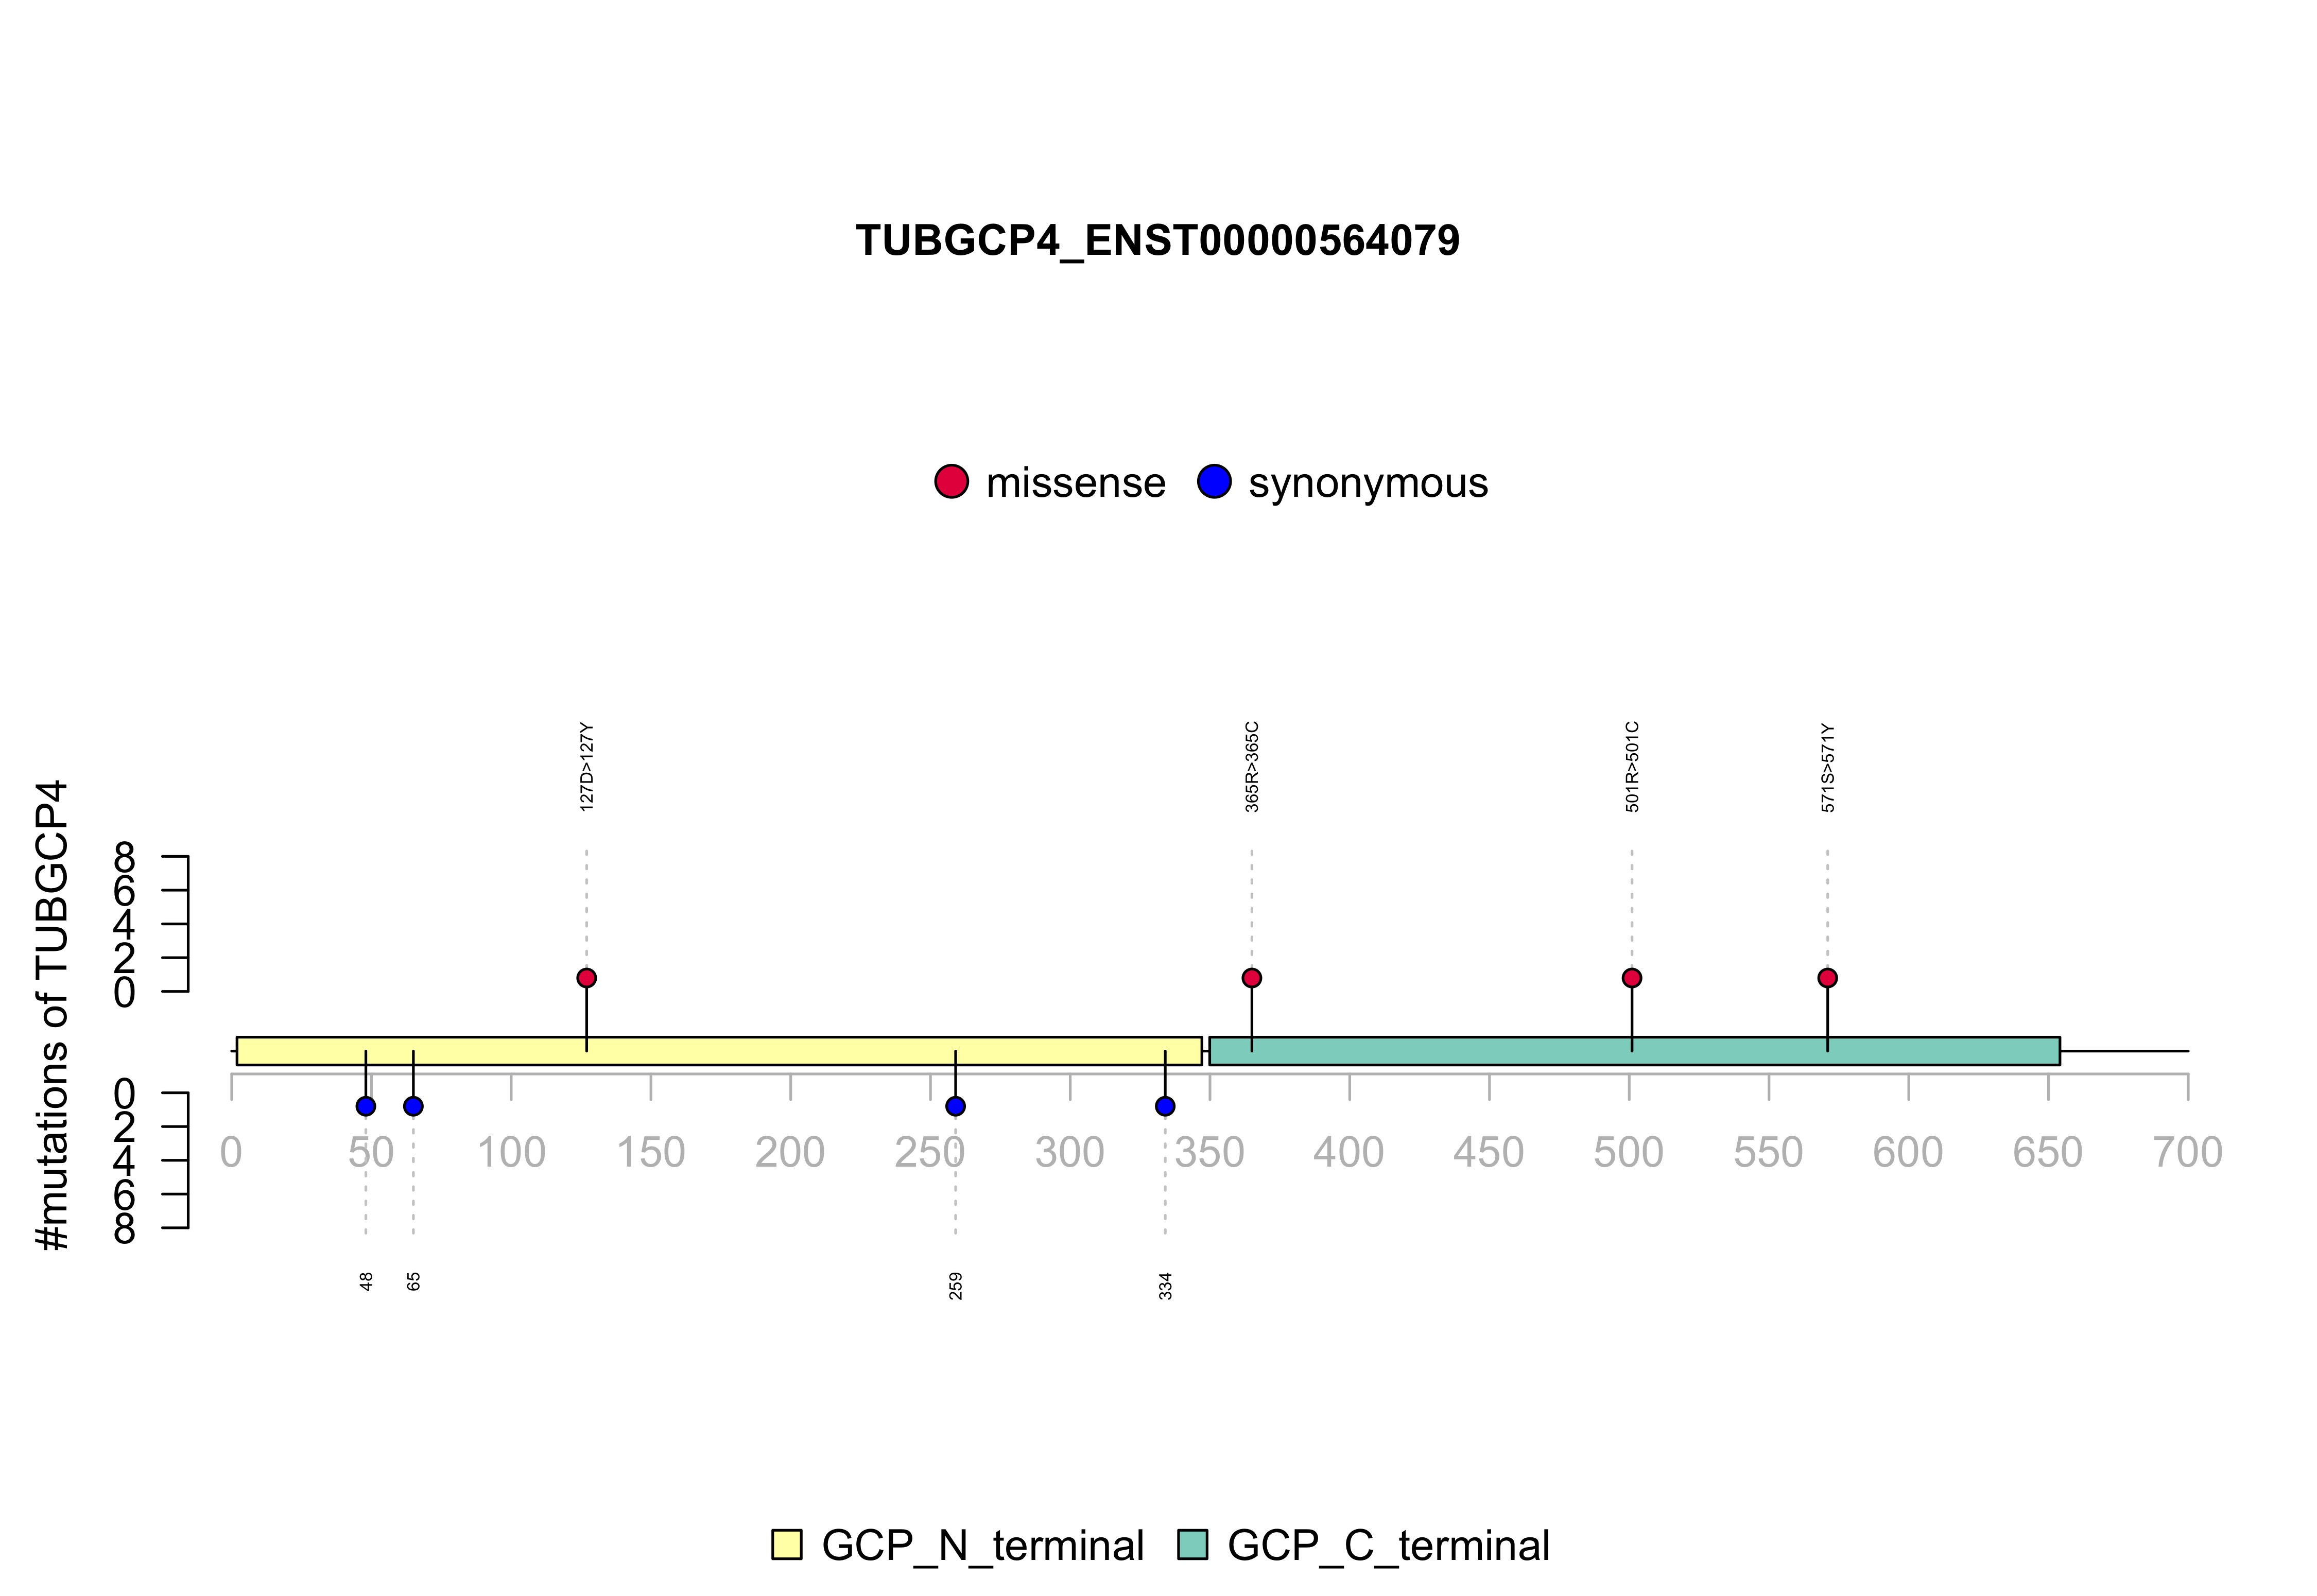 TUBGCP4_ENST00000564079
missense synonymous
127D>127Y 365R>365C 501R>501C 571S>571Y
#mutations of TUBGCP4
8
6
4
2
0
0
2
4
6
8
0 50 100 150 200 250 300 350 400 450 500 550 600 650 700
48 65 259 334
GCP_N_terminal GCP_C_terminal